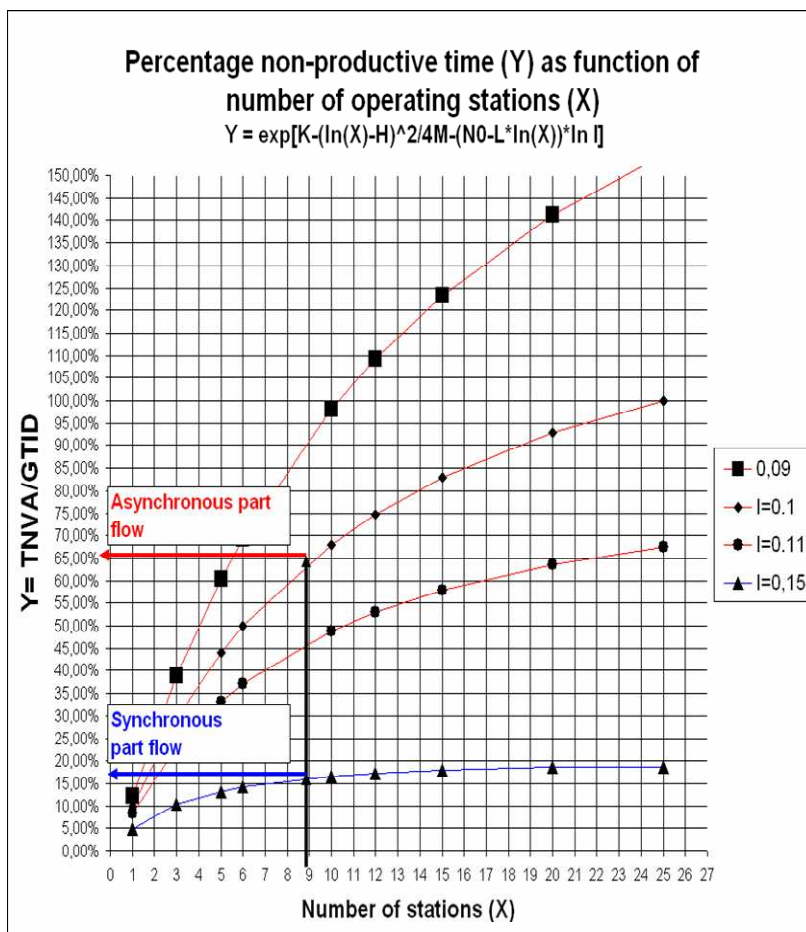 Percentage non-productive time (Y) as function of
number of operating stations (X)
Y = exp[K-(ln(X)-H)^2/4M-(N0-L*ln(X))*ln I]
Y= TNVA/GTID
150,00%
145,00%
140,00%
135,00%
130,00%
125,00%
120,00%
115,00%
110,00%
105,00%
100,00%
95,00%
90,00%
85,00%
80,00%
75,00%
70,00%
65,00%
60,00%
55,00%
50,00%
45,00%
40,00%
35,00%
30,00%
25,00%
20,00%
15,00%
10,00%
5,00%
0,00%
Asynchronous part
flow
Synchronous
part flow
0,09
I=0.1
I=0.11
I=0,15
0 1 2 3 4 5 6 7 8 9 10 11 12 13 14 15 16 17 18 19 20 21 22 23 24 25 26 27
Number of stations (X)